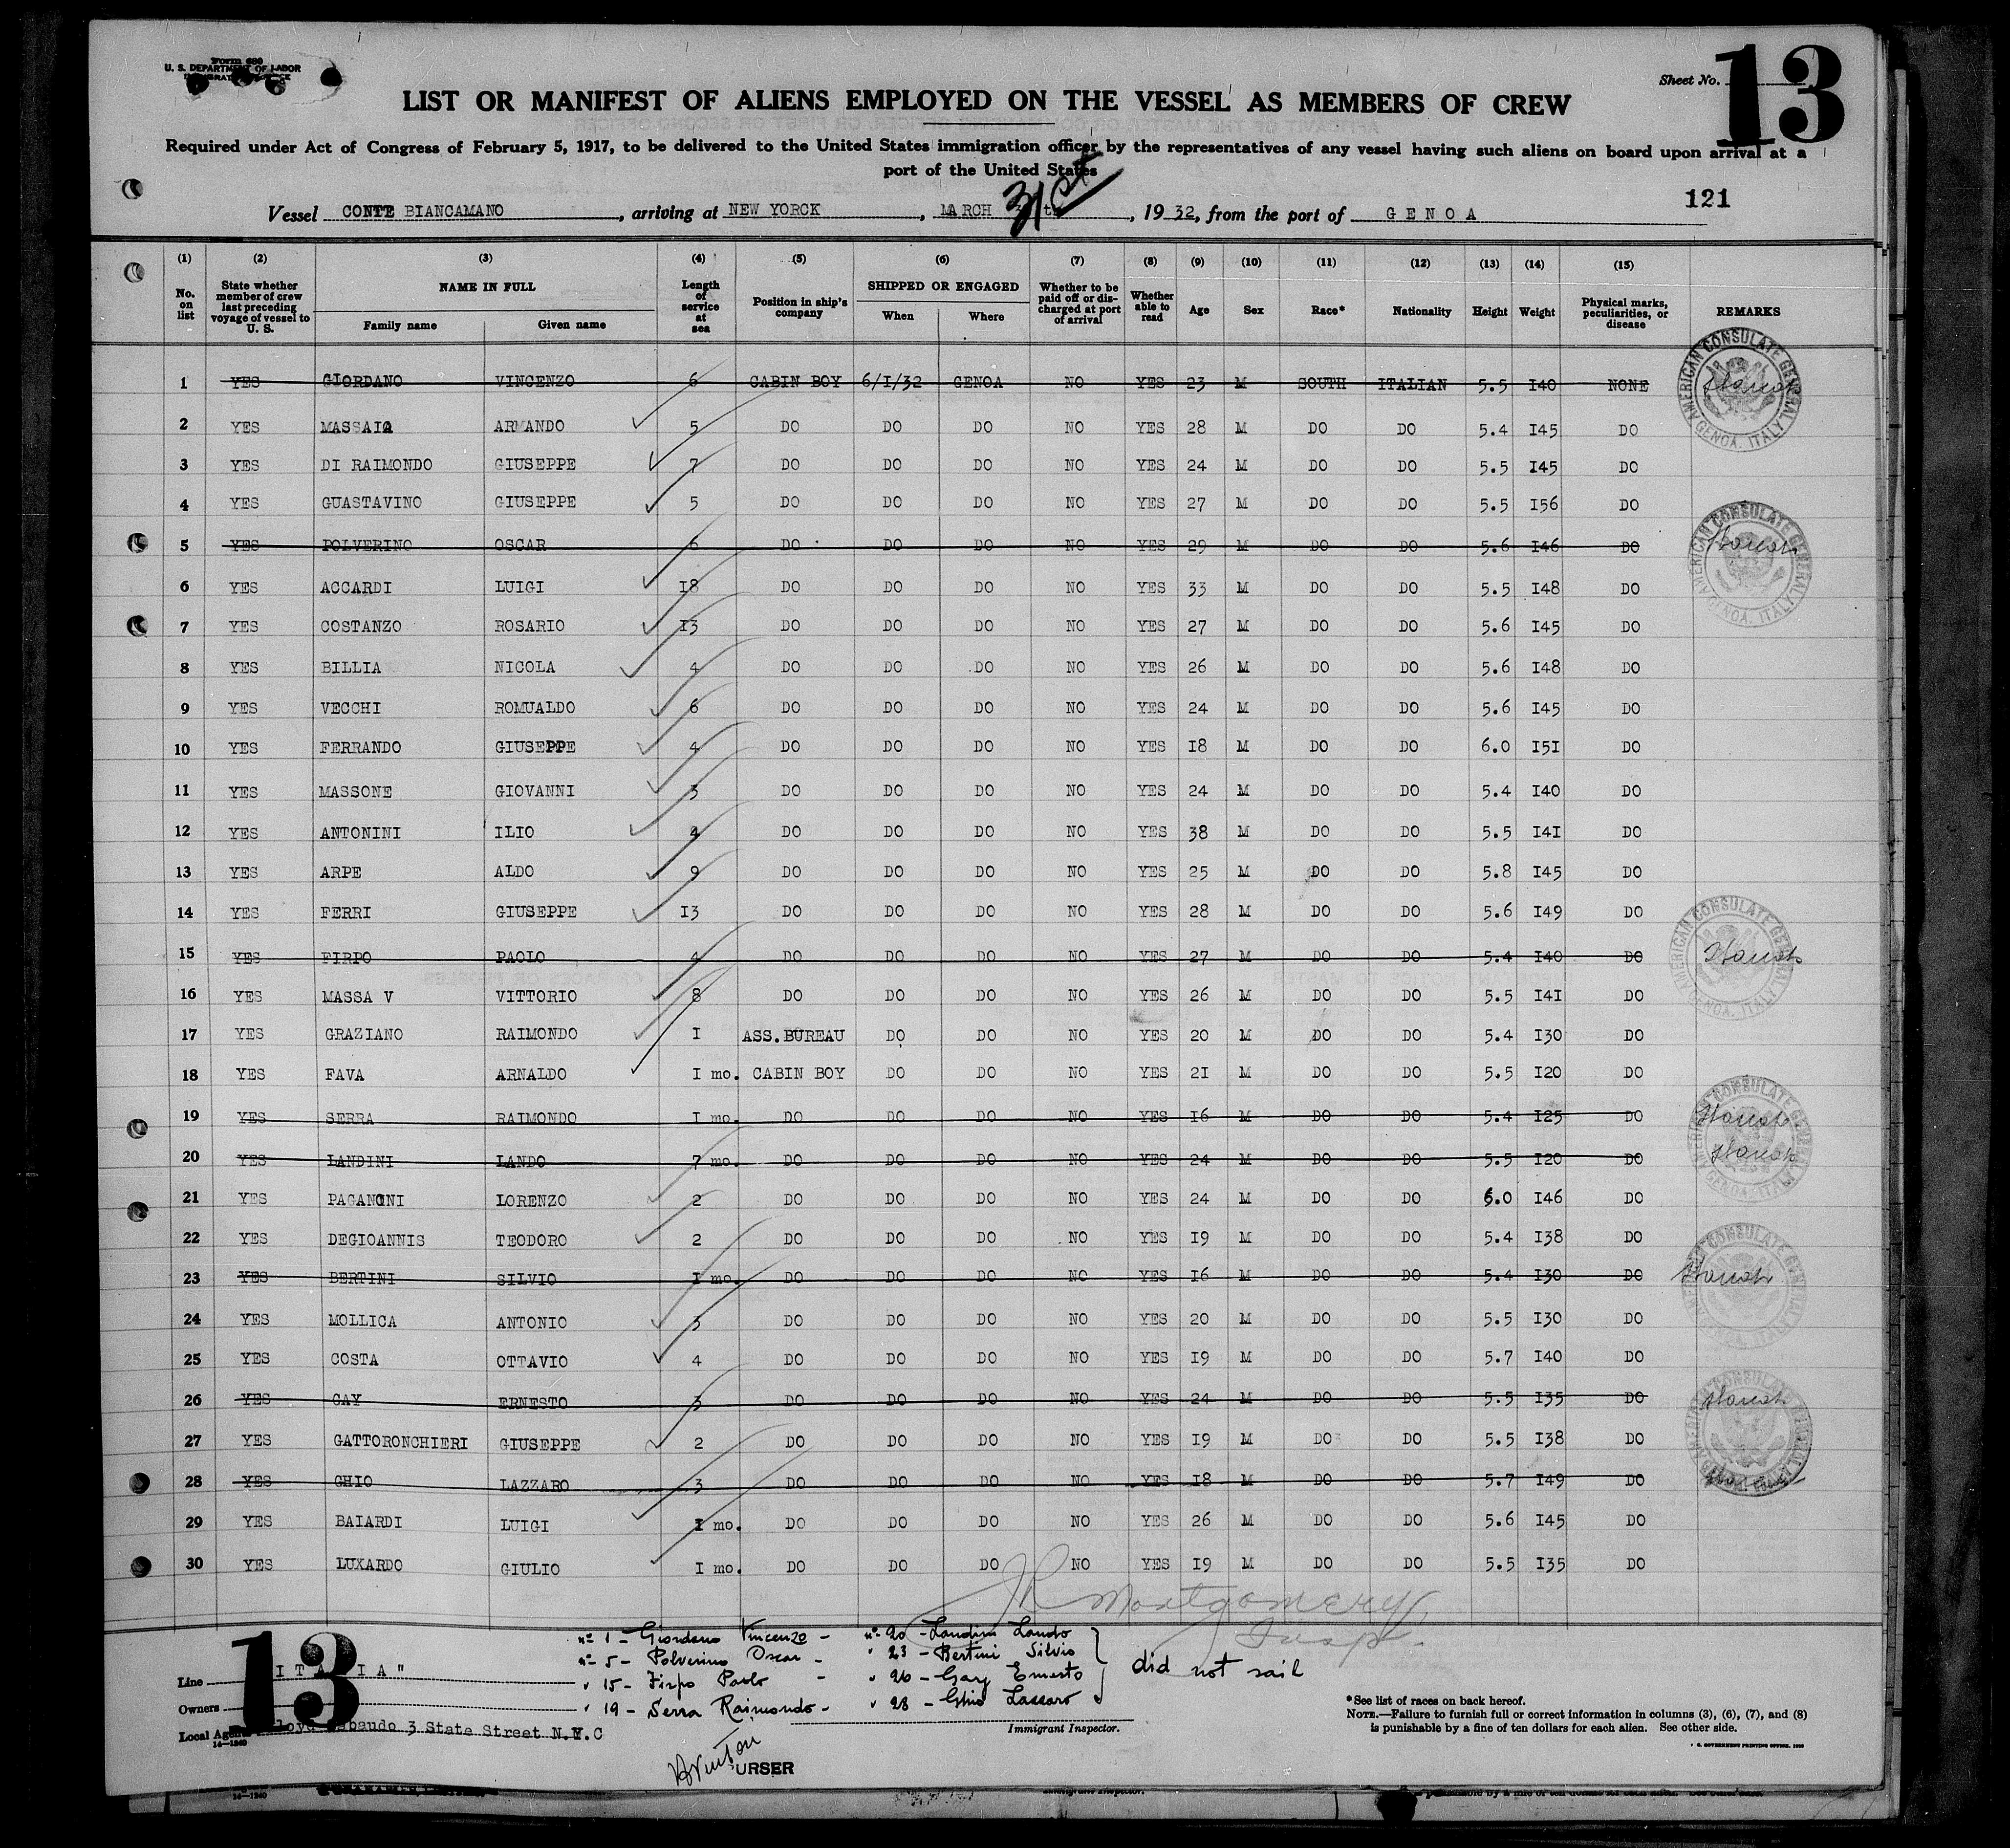 Form 680
U. S. DEPARTMENT OF LABOR
Sheet No.
13
LIST OR MANIFEST OF ALIENS EMPLOYED ON THE VESSEL AS MEMBERS OF CREW
Required under Act of Congress of February 5, 1917, to be delivered to the United States immigration officer by the representatives of any vessel having such aliens on board upon arrival at a
port of the United States
121
Vessel CONTE BIANCAMANO, arriving at NEW YORCK, MARCH 31st, 1932, from the port of GENOA
(1) (2) (3) (4) (5) (6) (7) (8) (9) (10) (11) (12) (13) (14) (15)
No. on list State whether member of crew last preceding voyage of vessel to U. S. NAME IN FULL Family name Given name Length of service at sea Position in ship's company SHIPPED OR ENGAGED When Where Whether to be paid off or discharged at port of arrival Whether able to read Age Sex Race* Nationality Height Weight Physical marks, peculiarities, or disease REMARKS
1 YES GIORDANO VINCENZO 6 CABIN BOY 6/I/32 GENOA NO YES 23 M SOUTH ITALIAN 5.5 I40 NONE
2 YES MASSAIO ARMANDO 5 DO DO DO NO YES 28 M DO DO 5.4 I45 DO
3 YES DI RAIMONDO GIUSEPPE 7 DO DO DO NO YES 24 M DO DO 5.5 I45 DO
4 YES GUASTAVINO GIUSEPPE 5 DO DO DO NO YES 27 M DO DO 5.5 I56 DO
5 YES POLVERINO OSCAR 6 DO DO DO NO YES 29 M DO DO 5.6 I46 DO
6 YES ACCARDI LUIGI I8 DO DO DO NO YES 33 M DO DO 5.5 I48 DO
7 YES COSTANZO ROSARIO I3 DO DO DO NO YES 27 M DO DO 5.6 I45 DO
8 YES BILLIA NICOLA 4 DO DO DO NO YES 26 M DO DO 5.6 I48 DO
9 YES VECCHI ROMUALDO 6 DO DO DO NO YES 24 M DO DO 5.6 I45 DO
10 YES FERRANDO GIUSEPPE 4 DO DO DO NO YES I8 M DO DO 6.0 I5I DO
11 YES MASSONE GIOVANNI 3 DO DO DO NO YES 24 M DO DO 5.4 I40 DO
12 YES ANTONINI ILIO 4 DO DO DO NO YES 38 M DO DO 5.5 I4I DO
13 YES ARPE ALDO 9 DO DO DO NO YES 25 M DO DO 5.8 I45 DO
14 YES FERRI GIUSEPPE I3 DO DO DO NO YES 28 M DO DO 5.6 I49 DO
15 YES FIRPO PAOLO 4 DO DO DO NO YES 27 M DO DO 5.4 I40 DO
16 YES MASSA V VITTORIO 8 DO DO DO NO YES 26 M DO DO 5.5 I4I DO
17 YES GRAZIANO RAIMONDO I ASS.BUREAU DO DO NO YES 20 M DO DO 5.4 I30 DO
18 YES FAVA ARNALDO I mo. CABIN BOY DO DO NO YES 2I M DO DO 5.5 I20 DO
19 YES SERRA RAIMONDO I mo. DO DO DO NO YES I6 M DO DO 5.4 I25 DO
20 YES LANDINI LANDO 7 mo. DO DO DO NO YES 24 M DO DO 5.5 I20 DO
21 YES PAGANONI LORENZO 2 DO DO DO NO YES 24 M DO DO 6.0 I46 DO
22 YES DEGIOANNIS TEODORO 2 DO DO DO NO YES I9 M DO DO 5.4 I38 DO
23 YES BERTINI SILVIO I mo. DO DO DO NO YES I6 M DO DO 5.4 I30 DO
24 YES MOLLICA ANTONIO 3 DO DO DO NO YES 20 M DO DO 5.5 I30 DO
25 YES COSTA OTTAVIO 4 DO DO DO NO YES I9 M DO DO 5.7 I40 DO
26 YES GAY ERNESTO 3 DO DO DO NO YES 24 M DO DO 5.5 I35 DO
27 YES GATTORONCHIERI GIUSEPPE 2 DO DO DO NO YES I9 M DO DO 5.5 I38 DO
28 YES GHIO LAZZARO 3 DO DO DO NO YES I8 M DO DO 5.7 I49 DO
29 YES BAIARDI LUIGI I mo. DO DO DO NO YES 26 M DO DO 5.6 I45 DO
30 YES LUXARDO GIULIO I mo. DO DO DO NO YES I9 M DO DO 5.5 I35 DO
AMERICAN CONSULATE GENERAL GENOA, ITALY
JR Montgomery
Insp.
n° 1 - Giordano Vincenzo - n° 20 - Landini Lando
n° 5 - Polverino Oscar - " 23 - Bertini Silvio
" 15 - Firpo Paolo - " 26 - Gay Ernesto
" 19 - Serra Raimondo - " 28 - Ghio Lazzaro
did not sail
13
Line ITALIA"
Owners
Local Agents Lloyd Sabaudo 3 State Street N.Y.C
14—1940
Immigrant Inspector.
*See list of races on back hereof.
NOTE.—Failure to furnish full or correct information in columns (3), (6), (7), and (8)
is punishable by a fine of ten dollars for each alien. See other side.
U. S. GOVERNMENT PRINTING OFFICE
URSER
14—1940